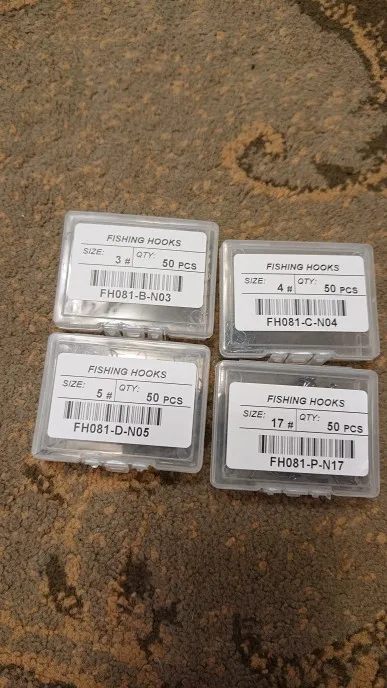 FISHING HOOKS
SIZE: 3 # QTY: 50 PCS
FH081-B-N03
FISHING HOOKS
SIZE: 4 # QTY: 50 PCS
FH081-C-N04
FISHING HOOKS
SIZE: 5 # QTY: 50 PCS
FH081-D-N05
FISHING HOOKS
SIZE: 17 # QTY: 50 PCS
FH081-P-N17